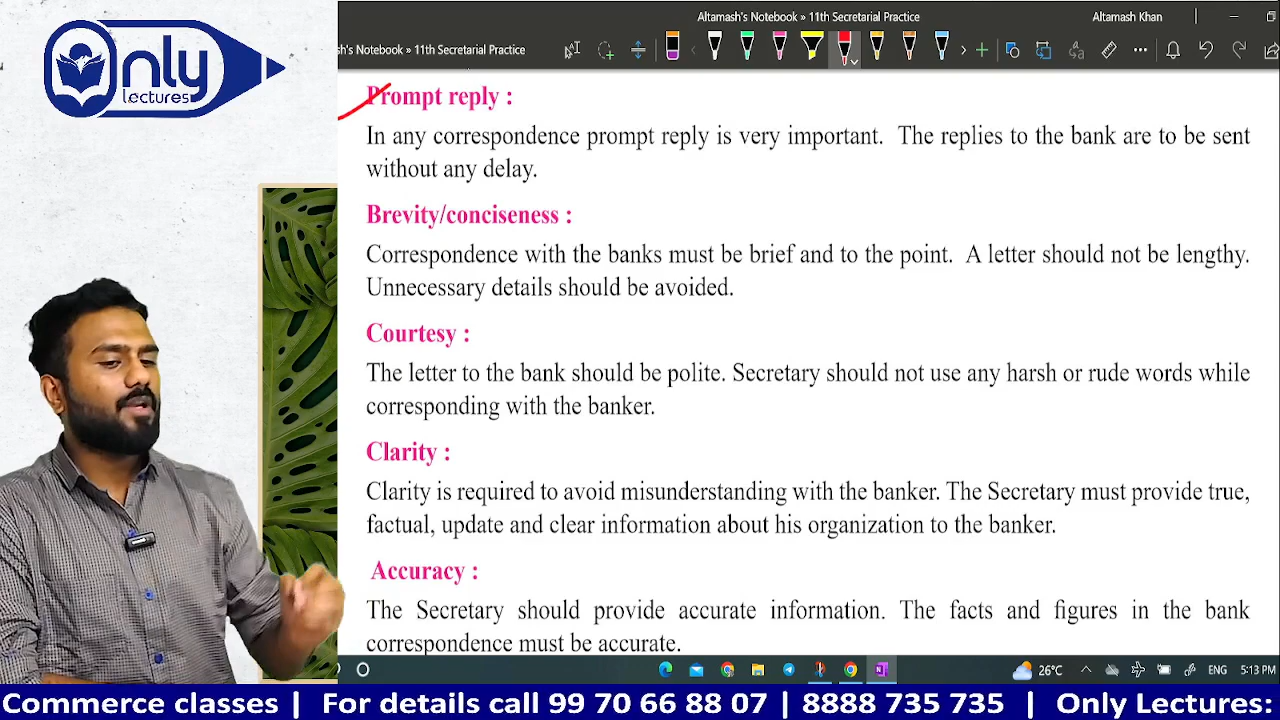 Altamash's Notebook » 11th Secretarial Practice
Altamash Khan
's Notebook » 11th Secretarial Practice
Only
lectures
Prompt reply :
In any correspondence prompt reply is very important. The replies to the bank are to be sent
without any delay.
Brevity/conciseness :
Correspondence with the banks must be brief and to the point. A letter should not be lengthy.
Unnecessary details should be avoided.
Courtesy :
The letter to the bank should be polite. Secretary should not use any harsh or rude words while
corresponding with the banker.
Clarity :
Clarity is required to avoid misunderstanding with the banker. The Secretary must provide true,
factual, update and clear information about his organization to the banker.
Accuracy :
The Secretary should provide accurate information. The facts and figures in the bank
correspondence must be accurate.
26°C
ENG
5:13 PM
Commerce classes | For details call 99 70 66 88 07 | 8888 735 735 | Only Lectures: